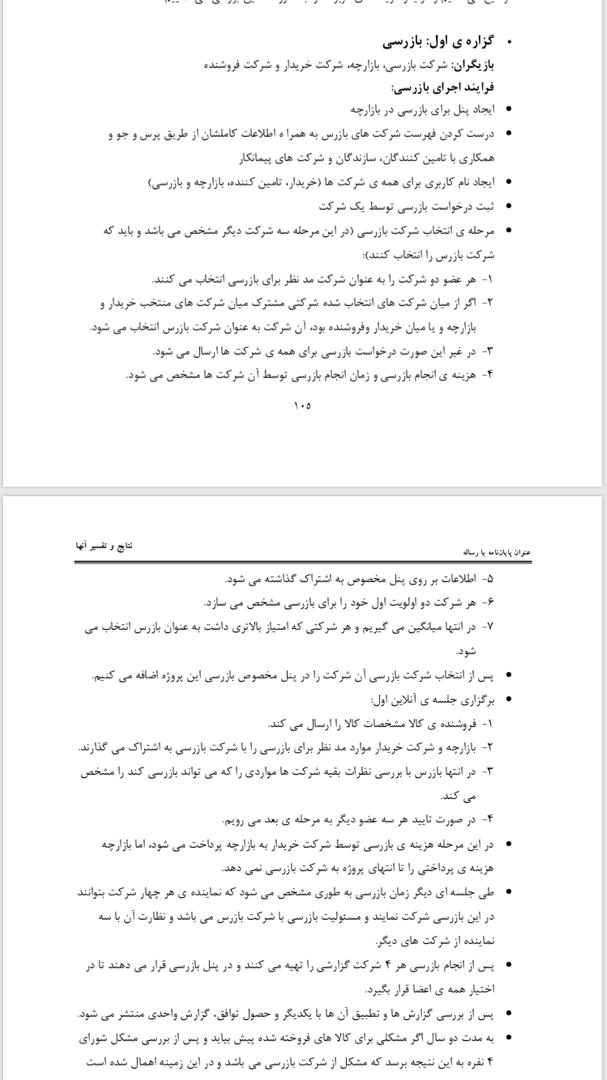 • گزاره ی اول: بازرسی
بازیگران: شرکت بازرسی، بازارچه، شرکت خریدار و شرکت فروشنده
فرایند اجرای بازرسی:
• ایجاد پنل برای بازرسی در بازارچه
• درست کردن فهرست شرکت های بازرس به همرا ه اطلاعات کاملشان از طریق پرس و جو و
همکاری با تامین کنندگان، سازندگان و شرکت های پیمانکار
• ایجاد نام کاربری برای همه ی شرکت ها (خریدار، تامین کننده، بازارچه و بازرسی)
• ثبت درخواست بازرسی توسط یک شرکت
• مرحله ی انتخاب شرکت بازرسی (در این مرحله سه شرکت دیگر مشخص می باشد و باید که
شرکت بازرس را انتخاب کنند):
۱- هر عضو دو شرکت را به عنوان شرکت مد نظر برای بازرسی انتخاب می کنند.
۲- اگر از میان شرکت های انتخاب شده شرکتی مشترک میان شرکت های منتخب خریدار و
بازارچه و یا میان خریدار وفروشنده بود، آن شرکت به عنوان شرکت بازرس انتخاب می شود.
۳- در غیر این صورت درخواست بازرسی برای همه ی شرکت ها ارسال می شود.
۴- هزینه ی انجام بازرسی و زمان انجام بازرسی توسط آن شرکت ها مشخص می شود.
۱۰۵
عنوان پایان‌نامه یا رساله
نتایج و تفسیر آنها
۵- اطلاعات بر روی پنل مخصوص به اشتراک گذاشته می شود.
۶- هر شرکت دو اولویت اول خود را برای بازرسی مشخص می سازد.
۷- در انتها میانگین می گیریم و هر شرکتی که امتیاز بالاتری داشت به عنوان بازرس انتخاب می
شود.
• پس از انتخاب شرکت بازرسی آن شرکت را در پنل مخصوص بازرسی این پروژه اضافه می کنیم.
• برگزاری جلسه ی آنلاین اول:
۱- فروشنده ی کالا مشخصات کالا را ارسال می کند.
۲- بازارچه و شرکت خریدار موارد مد نظر برای بازرسی را با شرکت بازرسی به اشتراک می گذارند.
۳- در انتها بازرس با بررسی نظرات بقیه شرکت ها مواردی را که می تواند بازرسی کند را مشخص
می کند.
۴- در صورت تایید هر سه عضو دیگر به مرحله ی بعد می رویم.
• در این مرحله هزینه ی بازرسی توسط شرکت خریدار به بازارچه پرداخت می شود، اما بازارچه
هزینه ی پرداختی را تا انتهای پروژه به شرکت بازرسی نمی دهد.
• طی جلسه ای دیگر زمان بازرسی به طوری مشخص می شود که نماینده ی هر چهار شرکت بتوانند
در این بازرسی شرکت نمایند و مسئولیت بازرسی با شرکت بازرس می باشد و نظارت آن با سه
نماینده از شرکت های دیگر.
• پس از انجام بازرسی هر ۴ شرکت گزارشی را تهیه می کنند و در پنل بازرسی قرار می دهند تا در
اختیار همه ی اعضا قرار بگیرد.
• پس از بررسی گزارش ها و تطبیق آن ها با یکدیگر و حصول توافق، گزارش واحدی منتشر می شود.
• به مدت دو سال اگر مشکلی برای کالا های فروخته شده پیش بیاید و پس از بررسی مشکل شورای
۴ نفره به این نتیجه برسد که مشکل از شرکت بازرسی می باشد و در این زمینه اهمال شده است